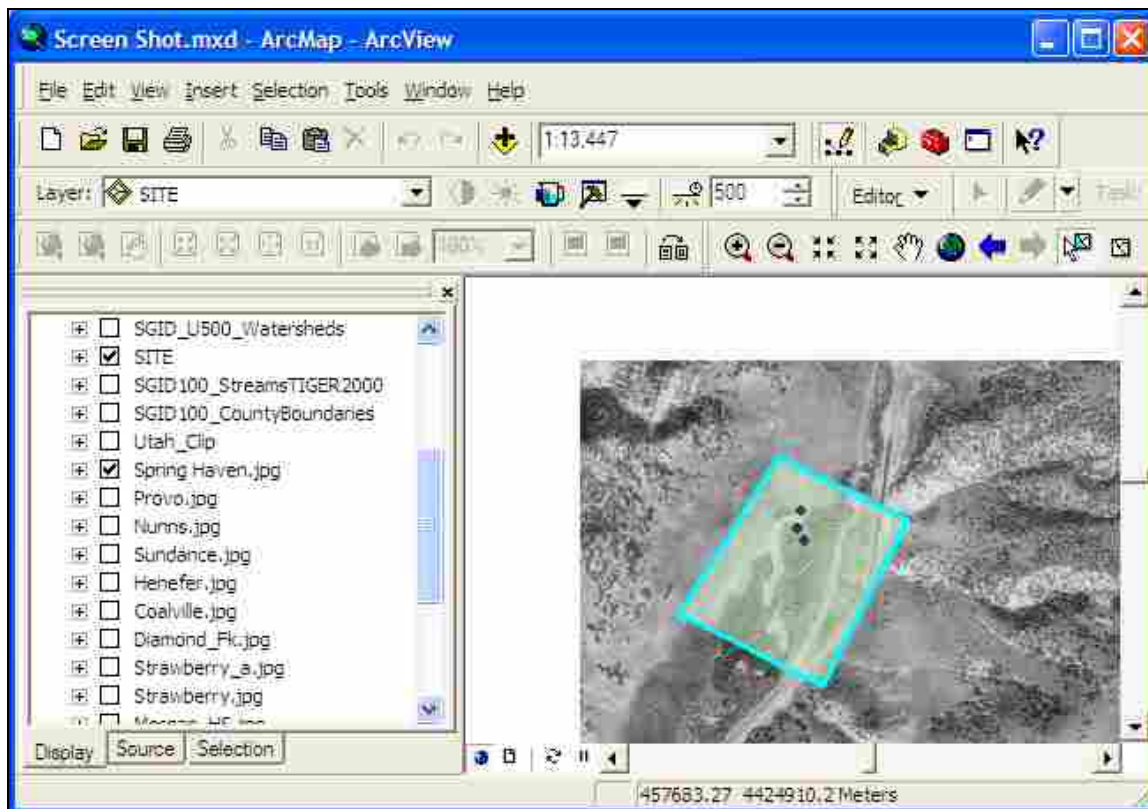 Screen Shot.mxd - ArcMap - ArcView
File Edit View Insert Selection Tools Window Help
1:13,447
Layer: SITE 500 Editor
100%
SGID_U500_Watersheds
SITE
SGID100_StreamsTIGER2000
SGID100_CountyBoundaries
Utah_Clip
Spring Haven.jpg
Provo.jpg
Nunns.jpg
Sundance.jpg
Henefer.jpg
Coalville.jpg
Diamond_Fk.jpg
Strawberry_a.jpg
Strawberry.jpg
Display Source Selection
457683.27 4424910.2 Meters